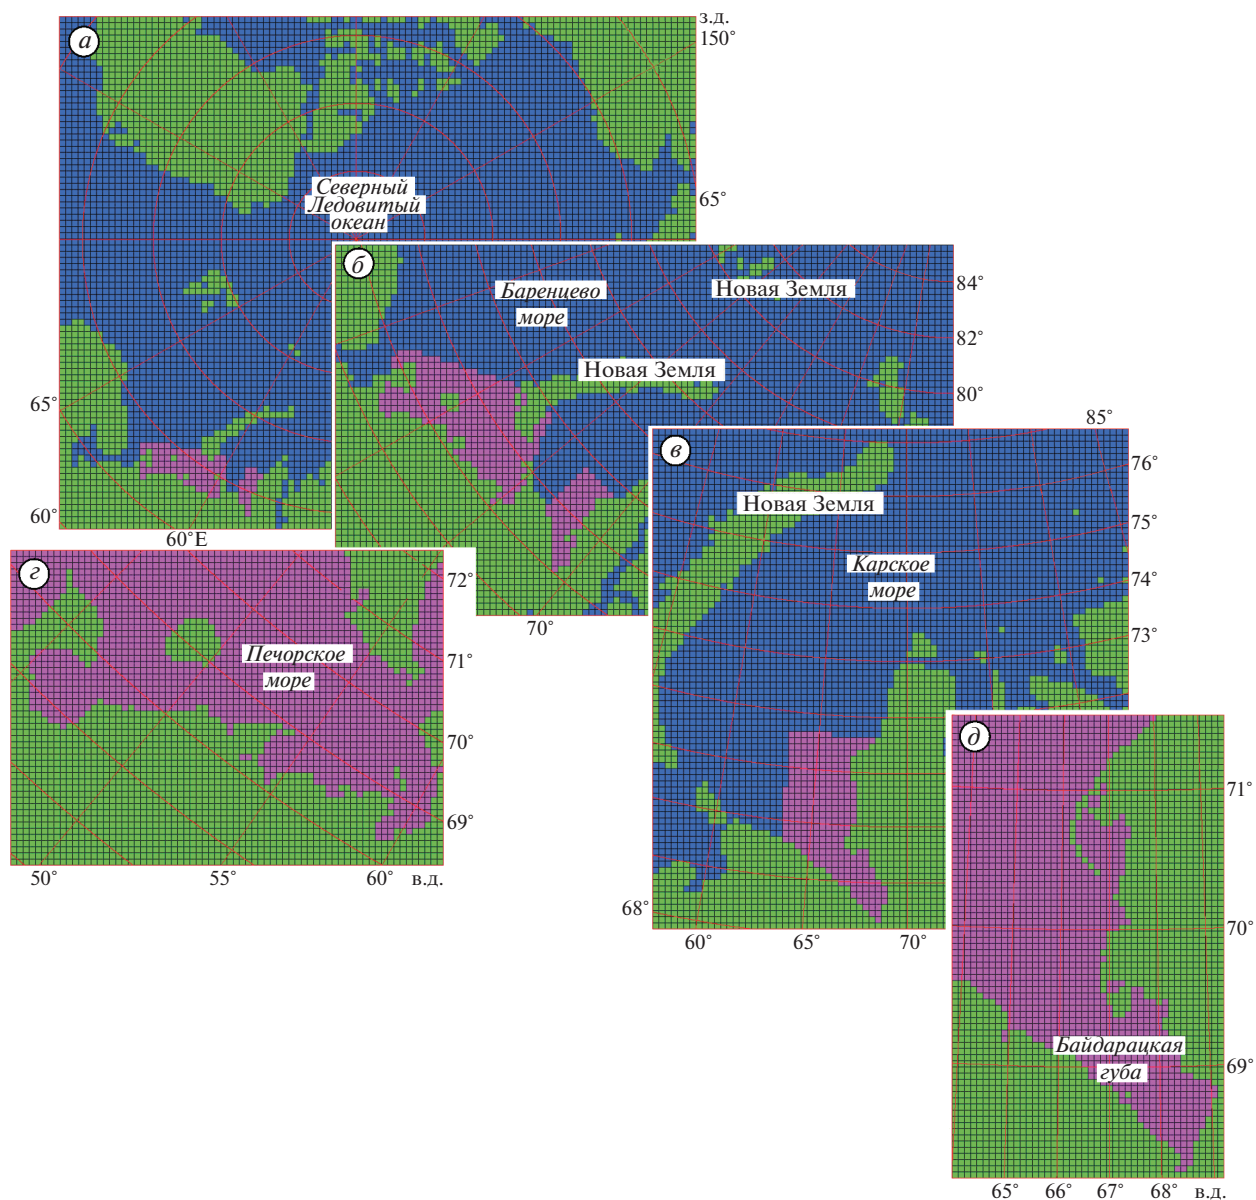 а
з.д.
150°
Северный
Ледовитый
океан
65°
65°
60°
60°E
б
Баренцево
море
Новая Земля
Новая Земля
84°
82°
80°
70°
в
85°
Новая Земля
Карское
море
76°
75°
74°
73°
68°
60°
65°
70°
г
Печорское
море
72°
71°
70°
69°
50°
55°
60°
в.д.
д
71°
70°
Байдарацкая
губа
69°
65°
66°
67°
68°
в.д.